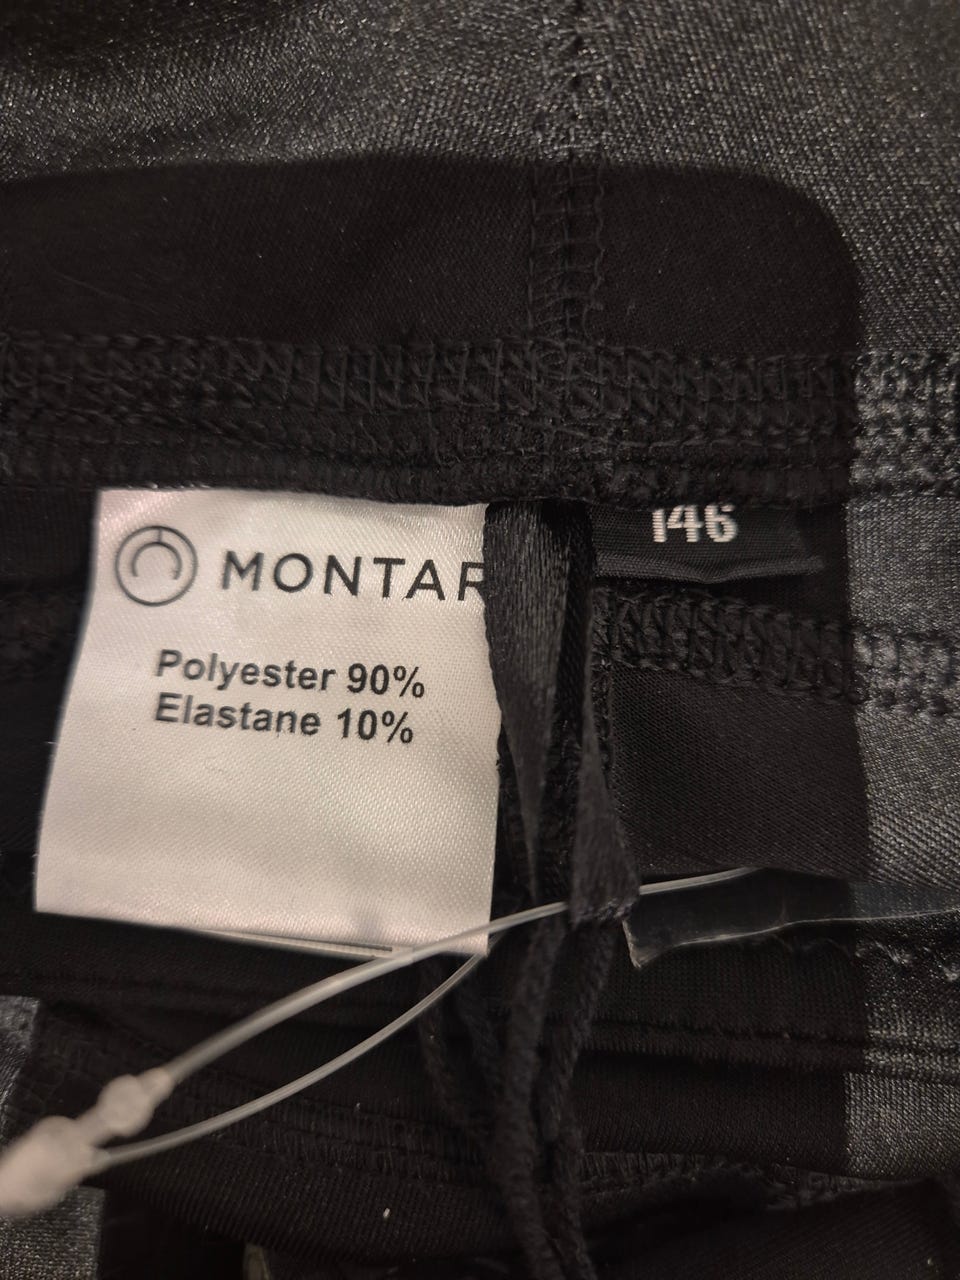 MONTAR
146
Polyester 90%
Elastane 10%